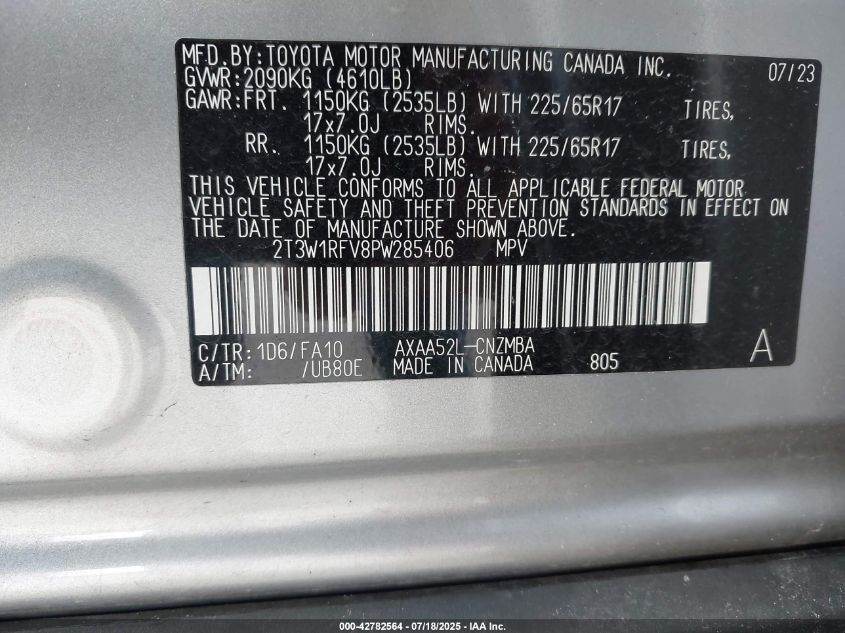 MFD. BY: TOYOTA MOTOR MANUFACTURING CANADA INC. 07/23
GVWR: 2090KG (4610LB)
GAWR: FRT. 1150KG (2535LB) WITH 225/65R17 TIRES,
17x7.0J RIMS.
RR. 1150KG (2535LB) WITH 225/65R17 TIRES,
17x7.0J RIMS.
THIS VEHICLE CONFORMS TO ALL APPLICABLE FEDERAL MOTOR
VEHICLE SAFETY AND THEFT PREVENTION STANDARDS IN EFFECT ON
THE DATE OF MANUFACTURE SHOWN ABOVE.
2T3W1RFV8PW285406 MPV
C/TR: 1D6/FA10 AXAA52L-CNZMBA A
A/TM: /UB80E MADE IN CANADA 805
000-42782564 / 07/18/2025 - IAA Inc.